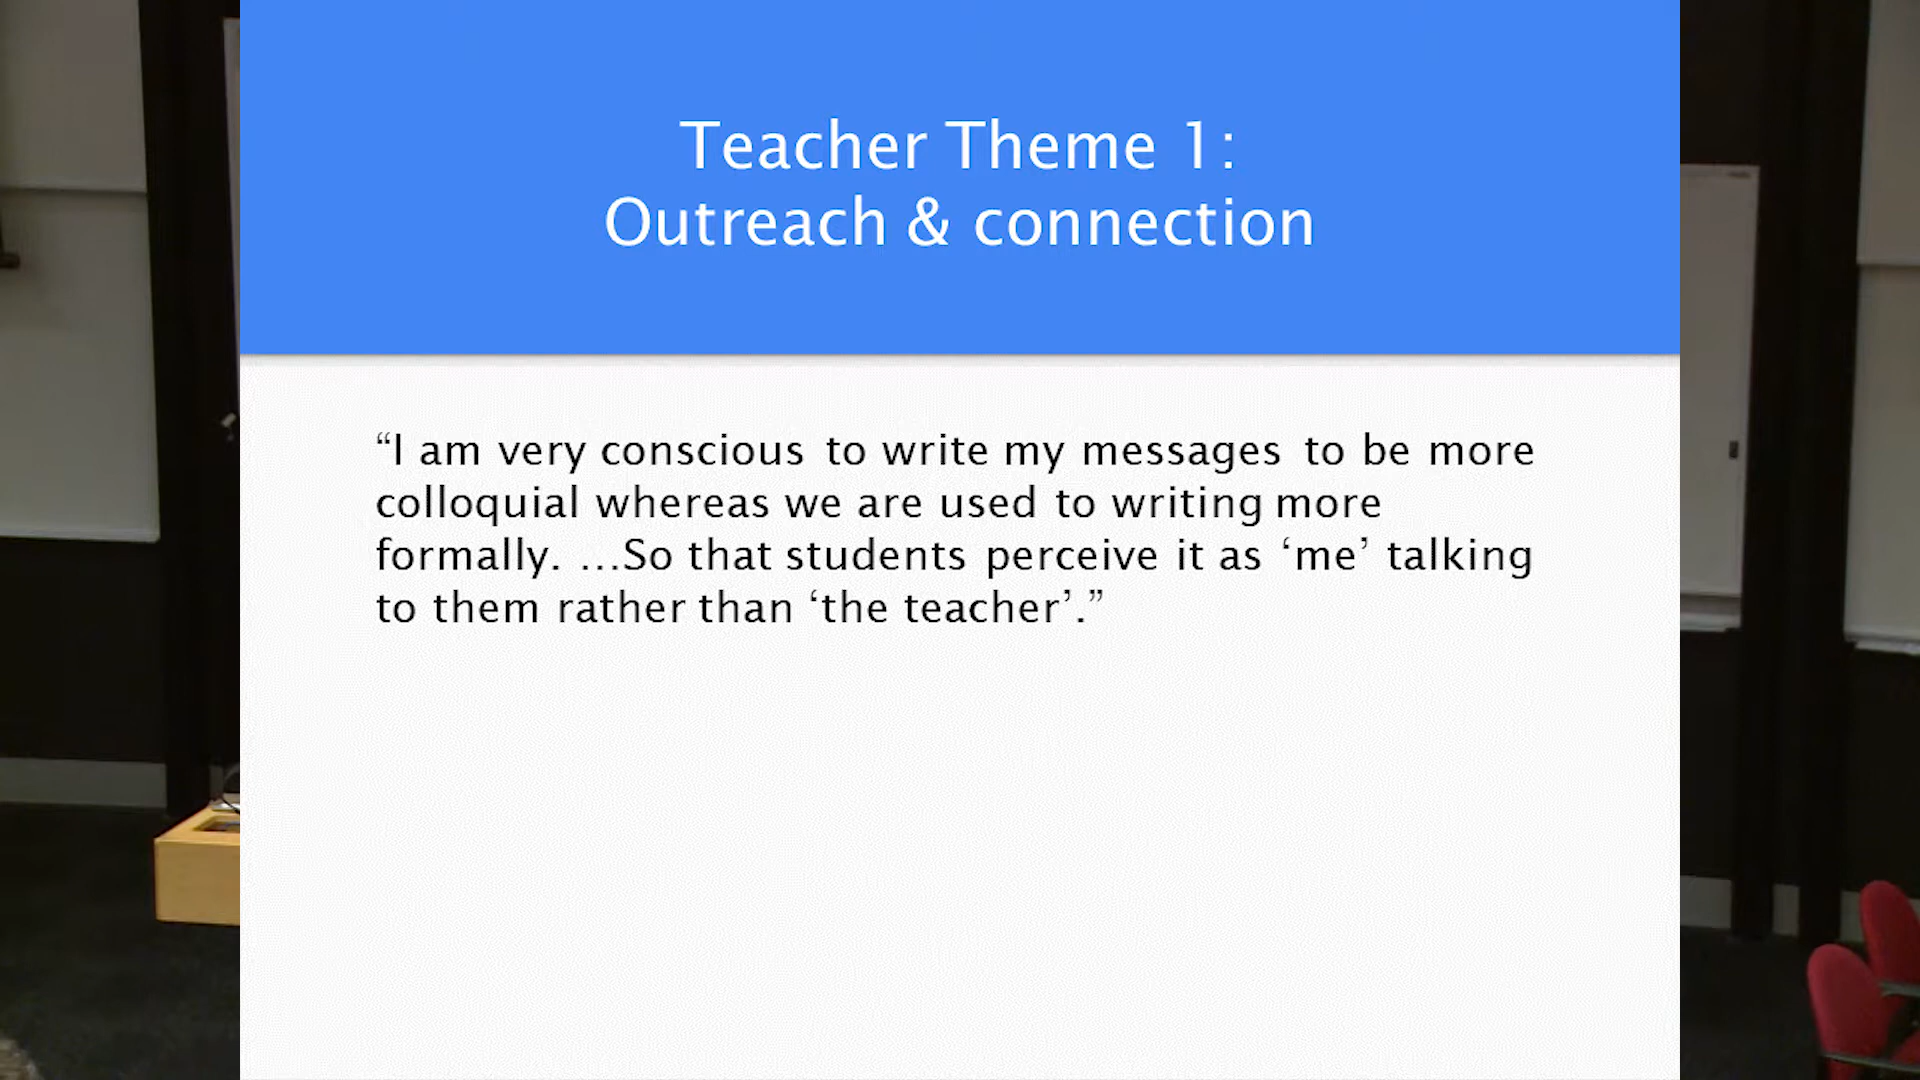 Teacher Theme 1:
Outreach & connection
“I am very conscious to write my messages to be more
colloquial whereas we are used to writing more
formally. …So that students perceive it as ‘me’ talking
to them rather than ‘the teacher’.”